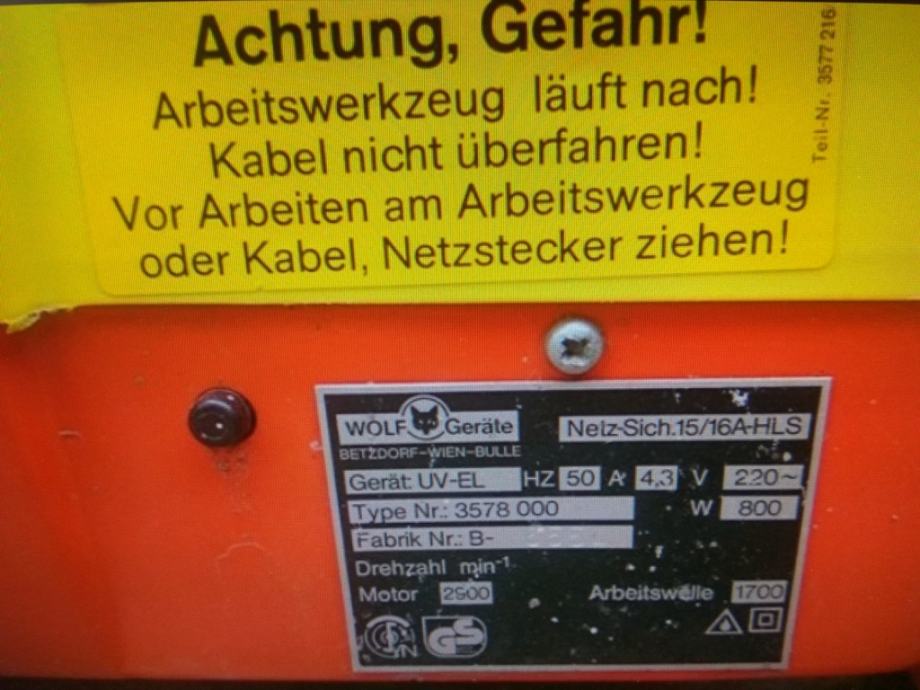 Achtung, Gefahr!
Arbeitswerkzeug läuft nach!
Kabel nicht überfahren!
Vor Arbeiten am Arbeitswerkzeug
oder Kabel, Netzstecker ziehen!
Teil-Nr. 3577 216
WOLF Geräte
BETZDORF-WIEN-BULLE
Netz-Sich.15/16A-HLS
Gerät: UV-EL HZ 50 A 4,3 V 220~
Type Nr.: 3578 000 W 800
Fabrik Nr.: B-
Drehzahl min-1
Motor 2900 Arbeitswelle 1700
GS